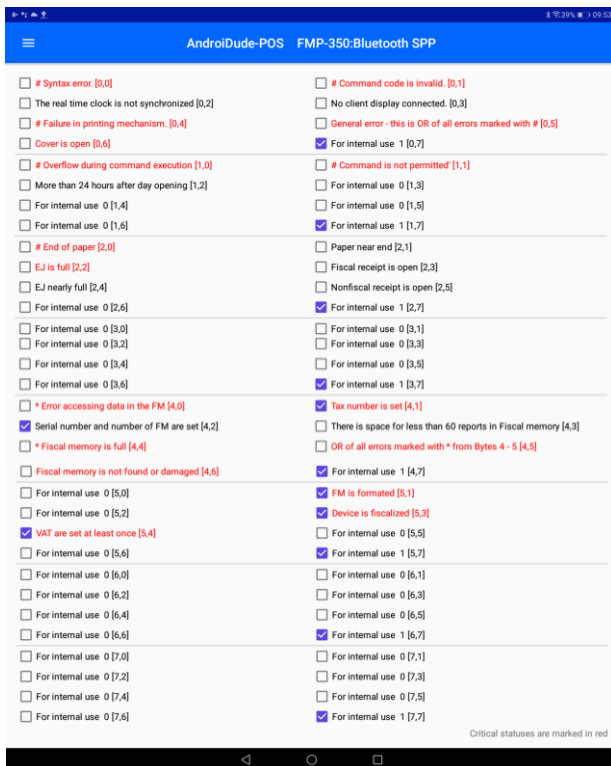 39% 09:53
AndroiDude-POS FMP-350:Bluetooth SPP
# Syntax error. [0,0] # Command code is invalid. [0,1]
The real time clock is not synchronized [0,2] No client display connected. [0,3]
# Failure in printing mechanism. [0,4] General error - this is OR of all errors marked with # [0,5]
Cover is open [0,6] For internal use 1 [0,7]
# Overflow during command execution [1,0] # Command is not permitted' [1,1]
More than 24 hours after day opening [1,2] For internal use 0 [1,3]
For internal use 0 [1,4] For internal use 0 [1,5]
For internal use 0 [1,6] For internal use 1 [1,7]
# End of paper [2,0] Paper near end [2,1]
EJ is full [2,2] Fiscal receipt is open [2,3]
EJ nearly full [2,4] Nonfiscal receipt is open [2,5]
For internal use 0 [2,6] For internal use 1 [2,7]
For internal use 0 [3,0] For internal use 0 [3,1]
For internal use 0 [3,2] For internal use 0 [3,3]
For internal use 0 [3,4] For internal use 0 [3,5]
For internal use 0 [3,6] For internal use 1 [3,7]
* Error accessing data in the FM [4,0] Tax number is set [4,1]
Serial number and number of FM are set [4,2] There is space for less than 60 reports in Fiscal memory [4,3]
* Fiscal memory is full [4,4] OR of all errors marked with * from Bytes 4 - 5 [4,5]
Fiscal memory is not found or damaged [4,6] For internal use 1 [4,7]
For internal use 0 [5,0] FM is formated [5,1]
For internal use 0 [5,2] Device is fiscalized [5,3]
VAT are set at least once [5,4] For internal use 0 [5,5]
For internal use 0 [5,6] For internal use 1 [5,7]
For internal use 0 [6,0] For internal use 0 [6,1]
For internal use 0 [6,2] For internal use 0 [6,3]
For internal use 0 [6,4] For internal use 0 [6,5]
For internal use 0 [6,6] For internal use 1 [6,7]
For internal use 0 [7,0] For internal use 0 [7,1]
For internal use 0 [7,2] For internal use 0 [7,3]
For internal use 0 [7,4] For internal use 0 [7,5]
For internal use 0 [7,6] For internal use 1 [7,7]
Critical statuses are marked in red